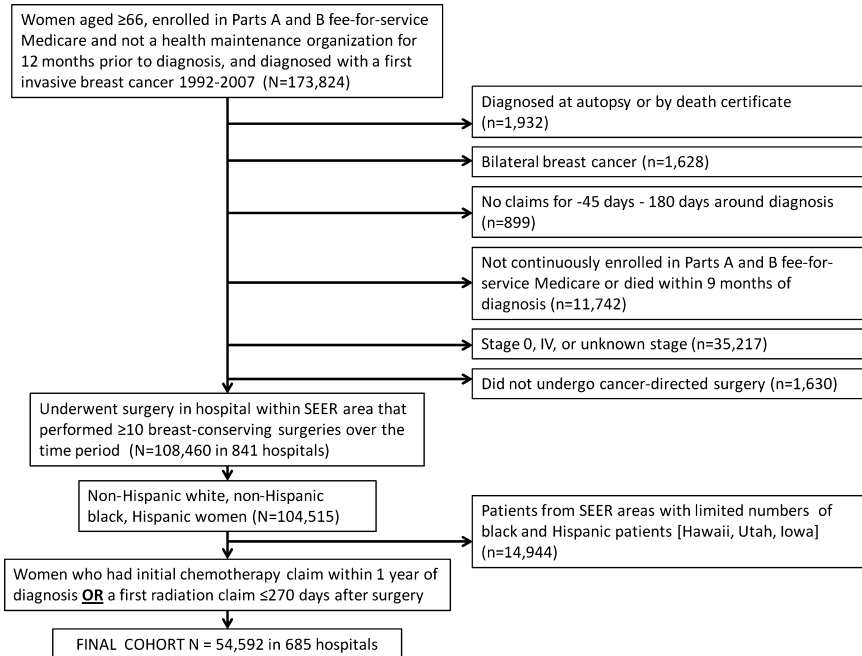 Women aged ≥66, enrolled in Parts A and B fee-for-service
Medicare and not a health maintenance organization for
12 months prior to diagnosis, and diagnosed with a first
invasive breast cancer 1992-2007 (N=173,824)
Diagnosed at autopsy or by death certificate
(n=1,932)
Bilateral breast cancer (n=1,628)
No claims for -45 days - 180 days around diagnosis
(n=899)
Not continuously enrolled in Parts A and B fee-for-
service Medicare or died within 9 months of
diagnosis (n=11,742)
Stage 0, IV, or unknown stage (n=35,217)
Did not undergo cancer-directed surgery (n=1,630)
Underwent surgery in hospital within SEER area that
performed ≥10 breast-conserving surgeries over the
time period (N=108,460 in 841 hospitals)
Non-Hispanic white, non-Hispanic
black, Hispanic women (N=104,515)
Patients from SEER areas with limited numbers of
black and Hispanic patients [Hawaii, Utah, Iowa]
(n=14,944)
Women who had initial chemotherapy claim within 1 year of
diagnosis OR a first radiation claim ≤270 days after surgery
FINAL COHORT N = 54,592 in 685 hospitals